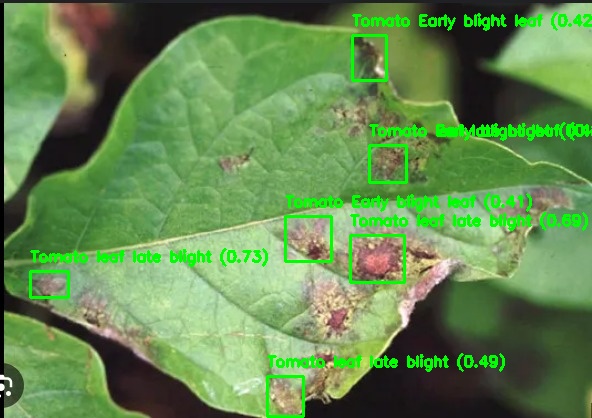 Tomato Early blight leaf (0.42
Tomato
Tomato Early blight leaf (0.41)
Tomato leaf late blight (0.69)
Tomato leaf late blight (0.73)
Tomato leaf late blight (0.49)